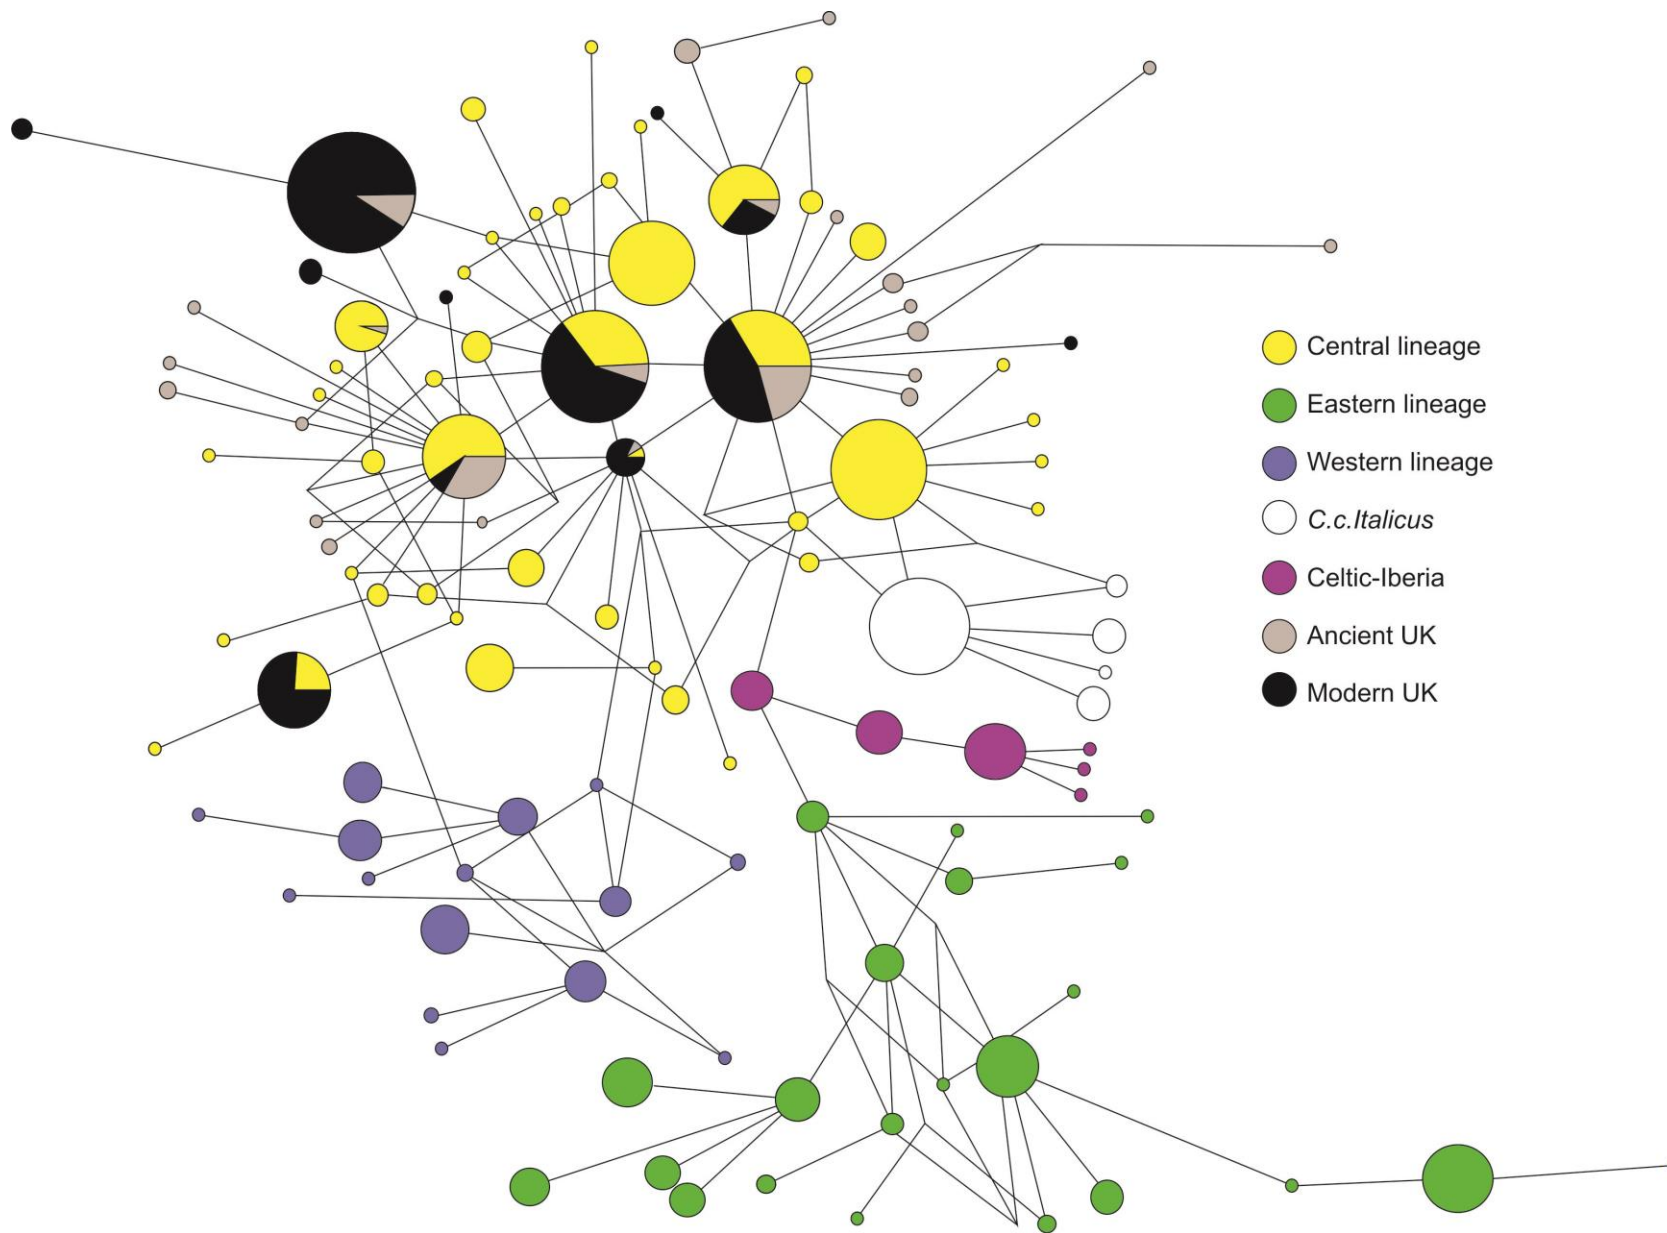 Central lineage
Eastern lineage
Western lineage
C.c.Italicus
Celtic-Iberia
Ancient UK
Modern UK